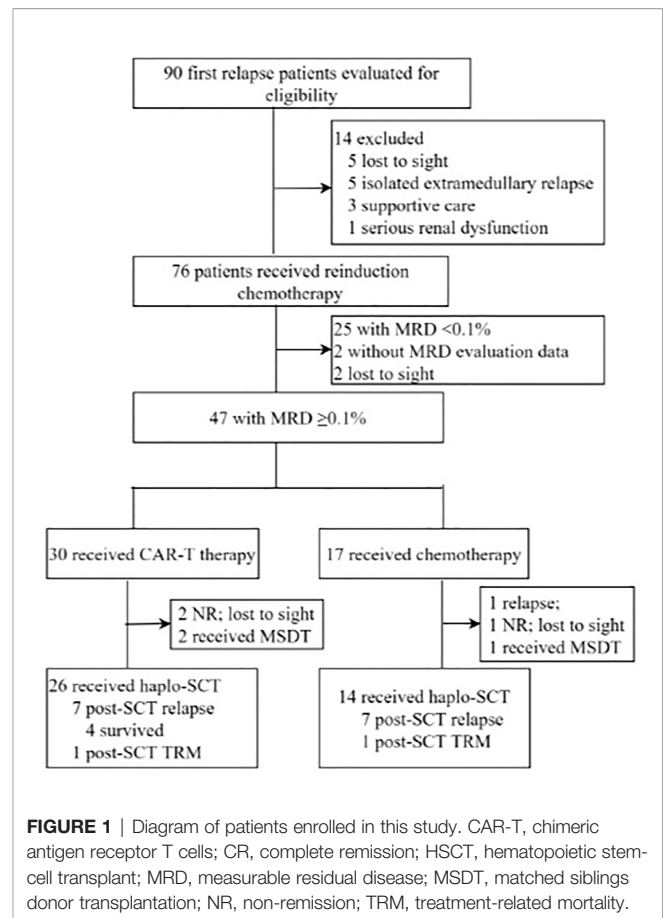 90 first relapse patients evaluated for
eligibility
14 excluded
5 lost to sight
5 isolated extramedullary relapse
3 supportive care
1 serious renal dysfunction
76 patients received reinduction
chemotherapy
25 with MRD <0.1%
2 without MRD evaluation data
2 lost to sight
47 with MRD ≥0.1%
30 received CAR-T therapy
17 received chemotherapy
2 NR; lost to sight
2 received MSDT
1 relapse;
1 NR; lost to sight
1 received MSDT
26 received haplo-SCT
7 post-SCT relapse
4 survived
1 post-SCT TRM
14 received haplo-SCT
7 post-SCT relapse
1 post-SCT TRM
FIGURE 1 | Diagram of patients enrolled in this study. CAR-T, chimeric
antigen receptor T cells; CR, complete remission; HSCT, hematopoietic stem-
cell transplant; MRD, measurable residual disease; MSDT, matched siblings
donor transplantation; NR, non-remission; TRM, treatment-related mortality.